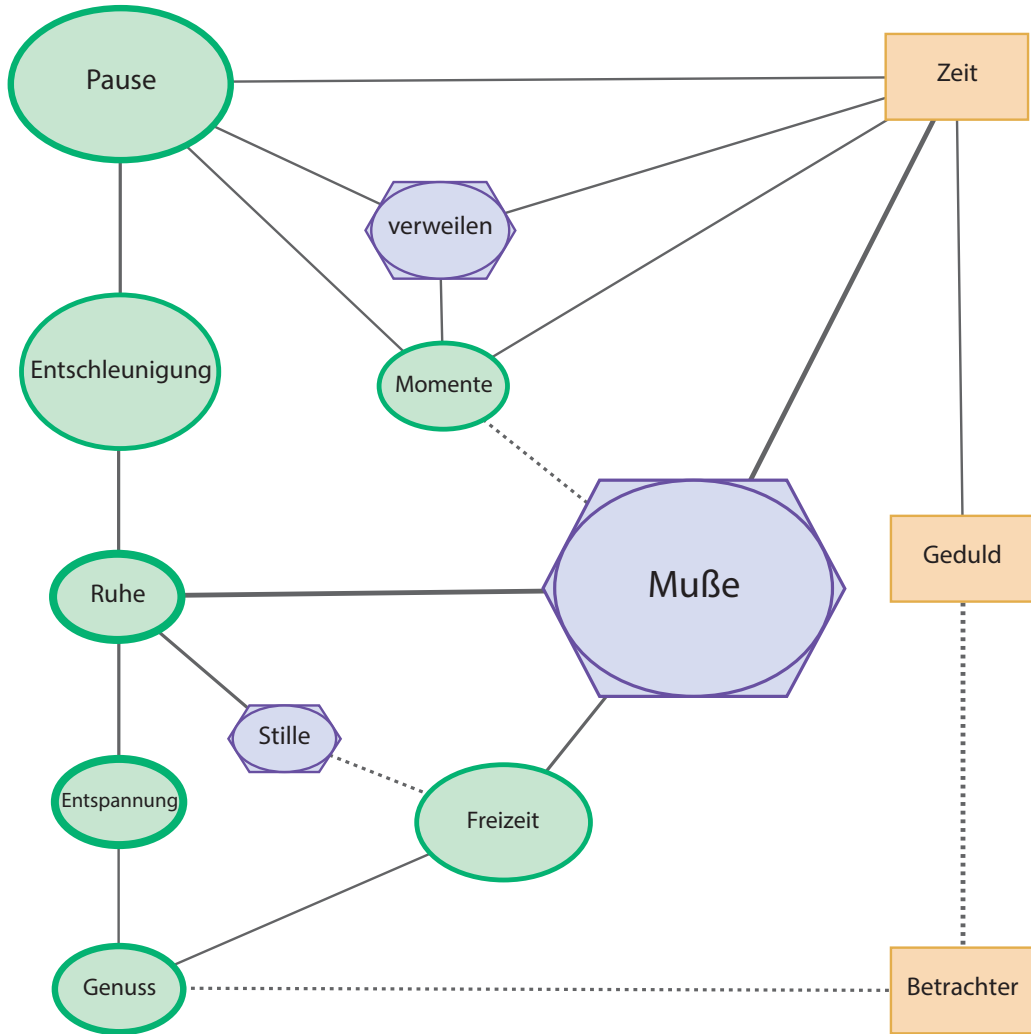 Pause
Zeit
verweilen
Entschleunigung
Momente
Geduld
Muße
Ruhe
Stille
Entspannung
Freizeit
Genuss
Betrachter